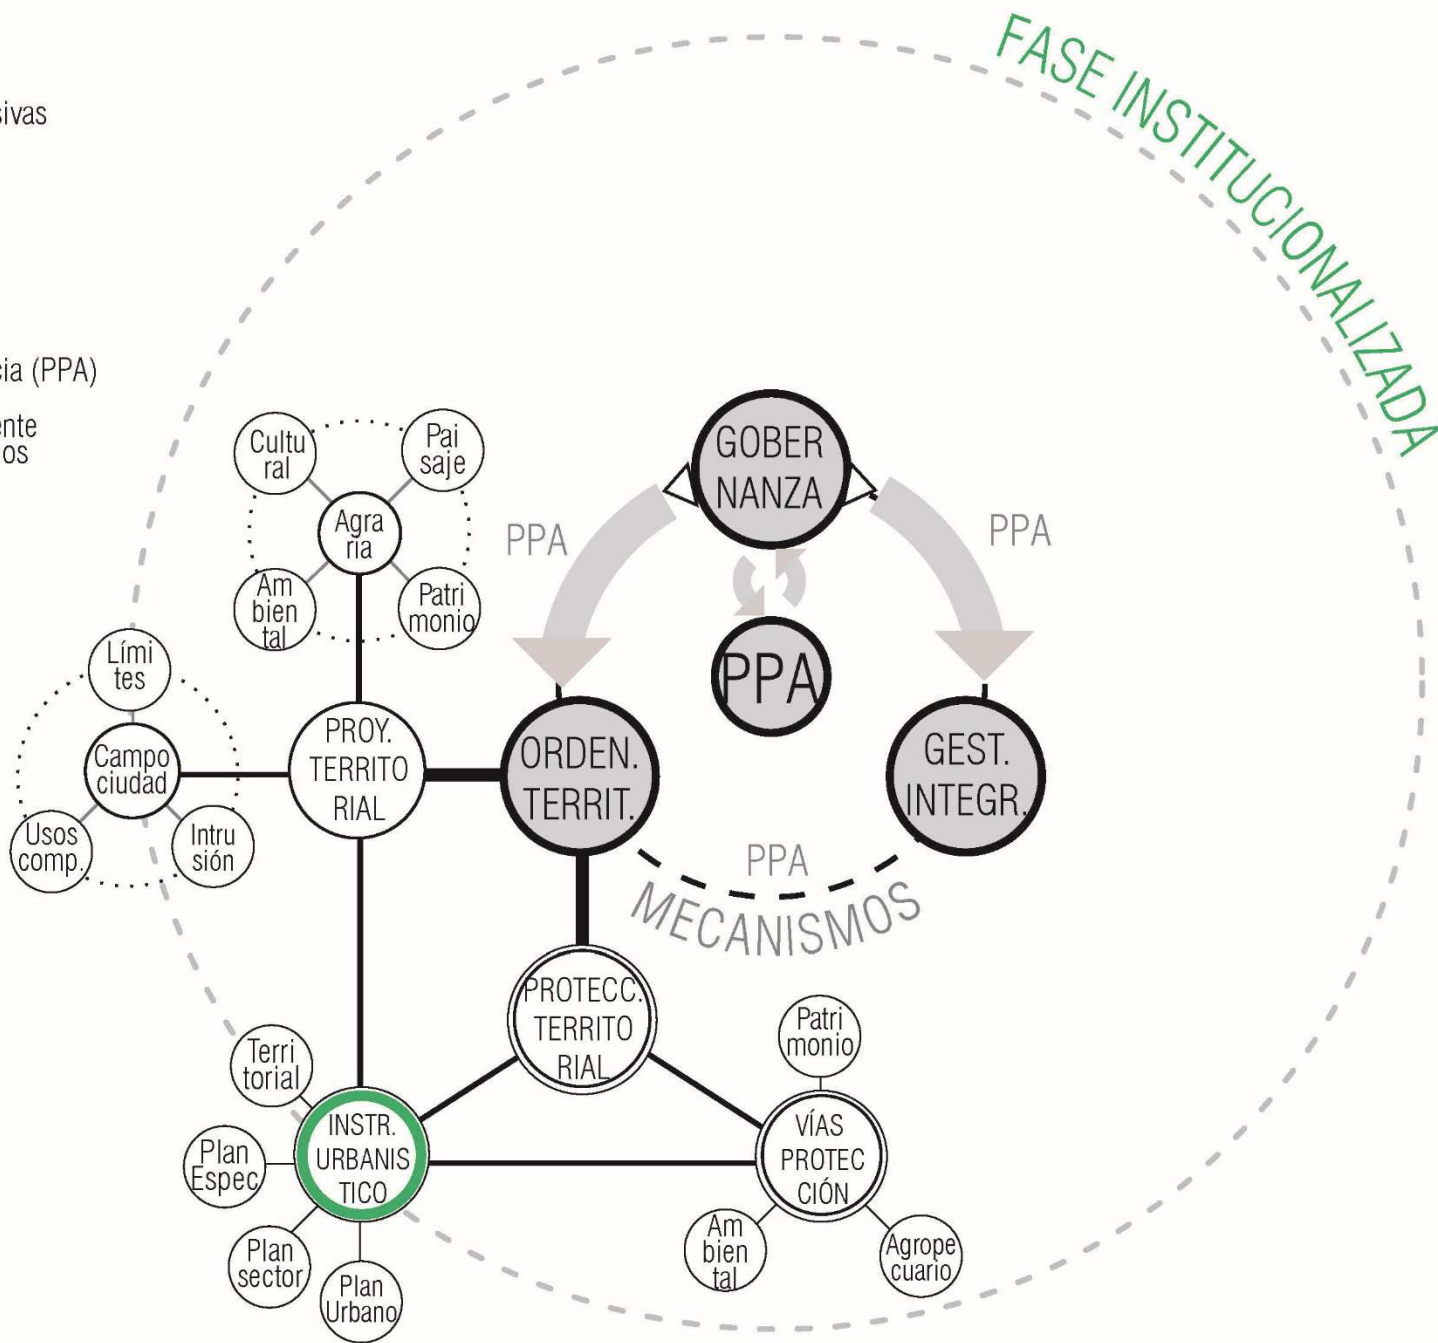 FASE INSTITUCIONALIZADA
sivas
cia (PPA)
ente
os
Cultu
ral
Pai
saje
Agra
ria
Am
bien
tal
Patri
monio
PPA
GOBER
NANZA
PPA
PPA
Lími
tes
Campo
ciudad
Usos
comp.
Intru
sión
PROY.
TERRITO
RIAL
ORDEN.
TERRIT.
GEST.
INTEGR.
PPA
MECANISMOS
PROTECC.
TERRITO
RIAL
Terri
torial
INSTR.
URBANIS
TICO
Plan
Espec
Plan
sector
Plan
Urbano
Patri
monio
VÍAS
PROTEC
CIÓN
Am
bien
tal
Agrope
cuario